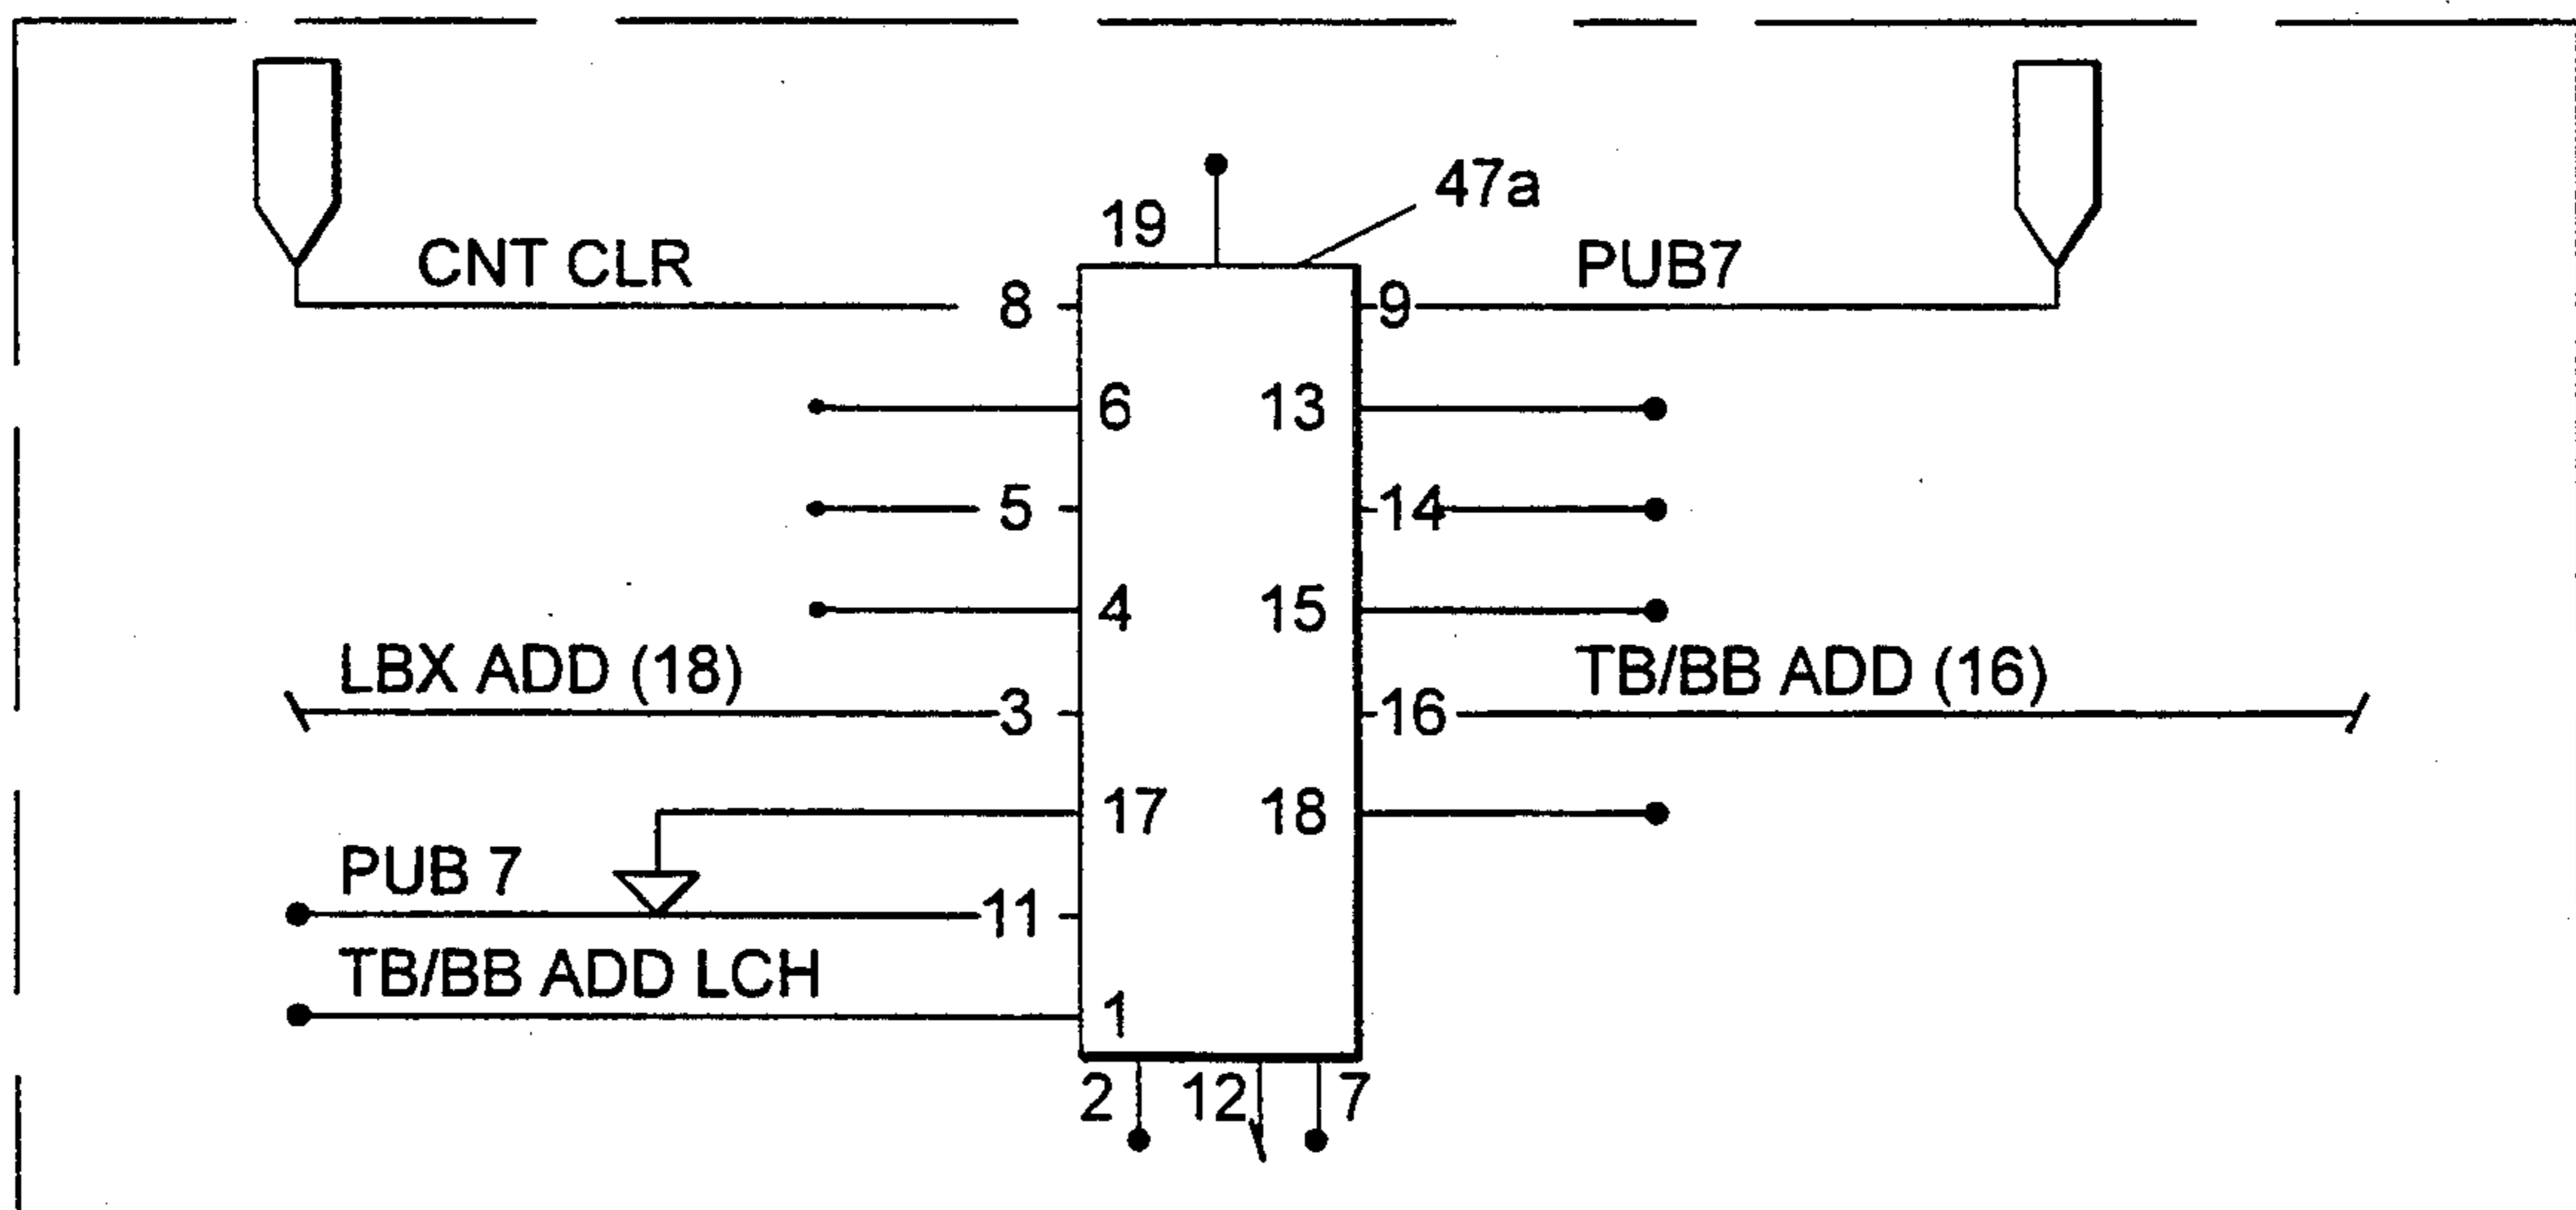 47a
19
CNT CLR
PUB7
8
9
6
13
5
14
4
15
LBX ADD (18)
TB/BB ADD (16)
3
16
17
18
PUB 7
11
TB/BB ADD LCH
1
2
12
7